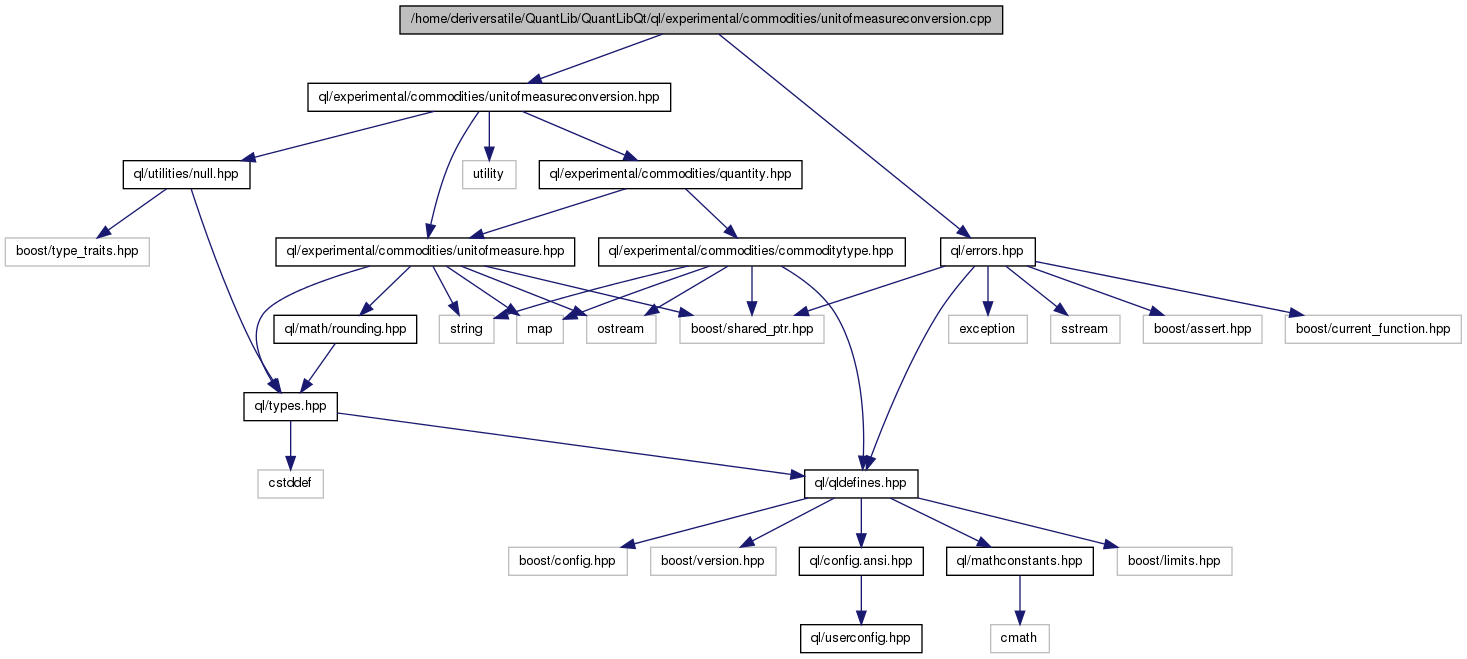 /home/deriversatile/QuantLib/QuantLibQt/ql/experimental/commodities/unitofmeasureconversion.cpp
ql/experimental/commodities/unitofmeasureconversion.hpp
ql/utilities/null.hpp
utility
ql/experimental/commodities/quantity.hpp
boost/type_traits.hpp
ql/experimental/commodities/unitofmeasure.hpp
ql/experimental/commodities/commoditytype.hpp
ql/errors.hpp
ql/math/rounding.hpp
string
map
ostream
boost/shared_ptr.hpp
exception
sstream
boost/assert.hpp
boost/current_function.hpp
ql/types.hpp
cstddef
ql/qldefines.hpp
boost/config.hpp
boost/version.hpp
ql/config.ansi.hpp
ql/mathconstants.hpp
boost/limits.hpp
ql/userconfig.hpp
cmath